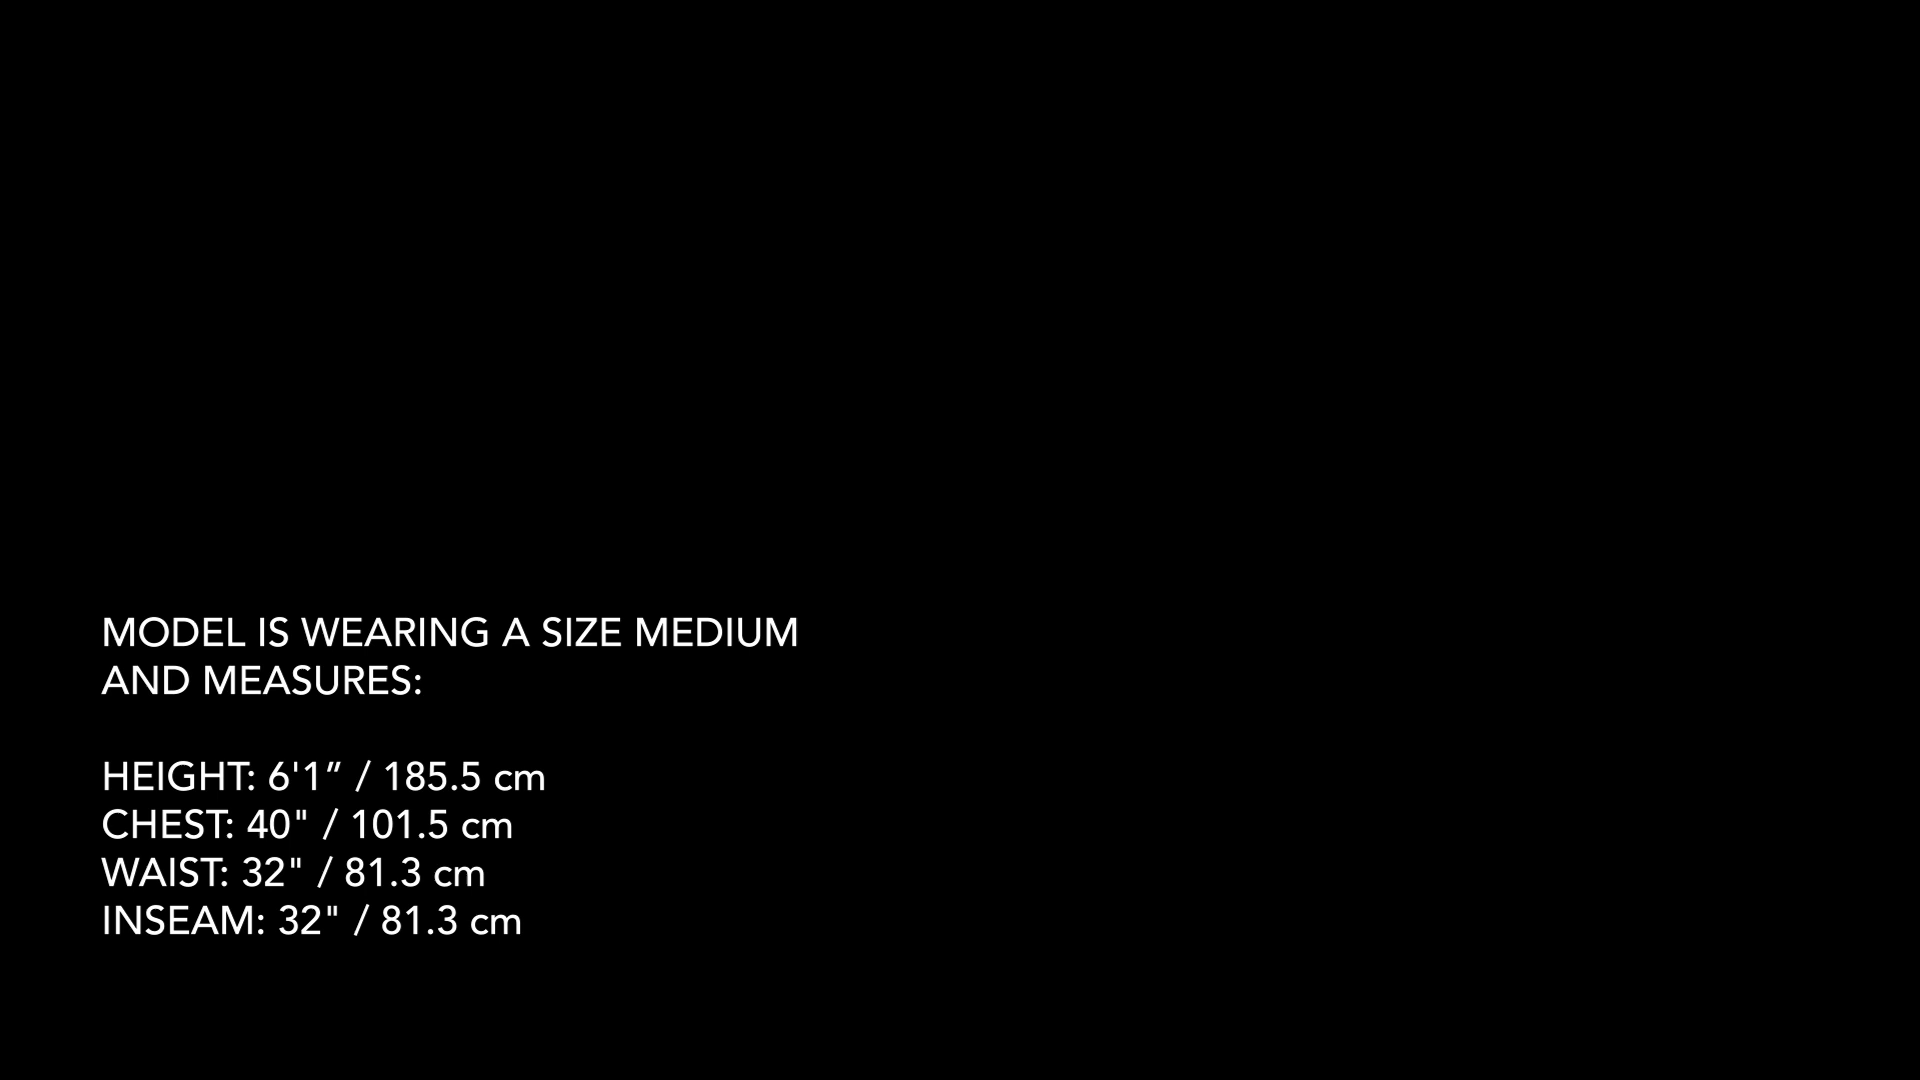 MODEL IS WEARING A SIZE MEDIUM
AND MEASURES:
HEIGHT: 6'1” / 185.5 cm
CHEST: 40" / 101.5 cm
WAIST: 32" / 81.3 cm
INSEAM: 32" / 81.3 cm